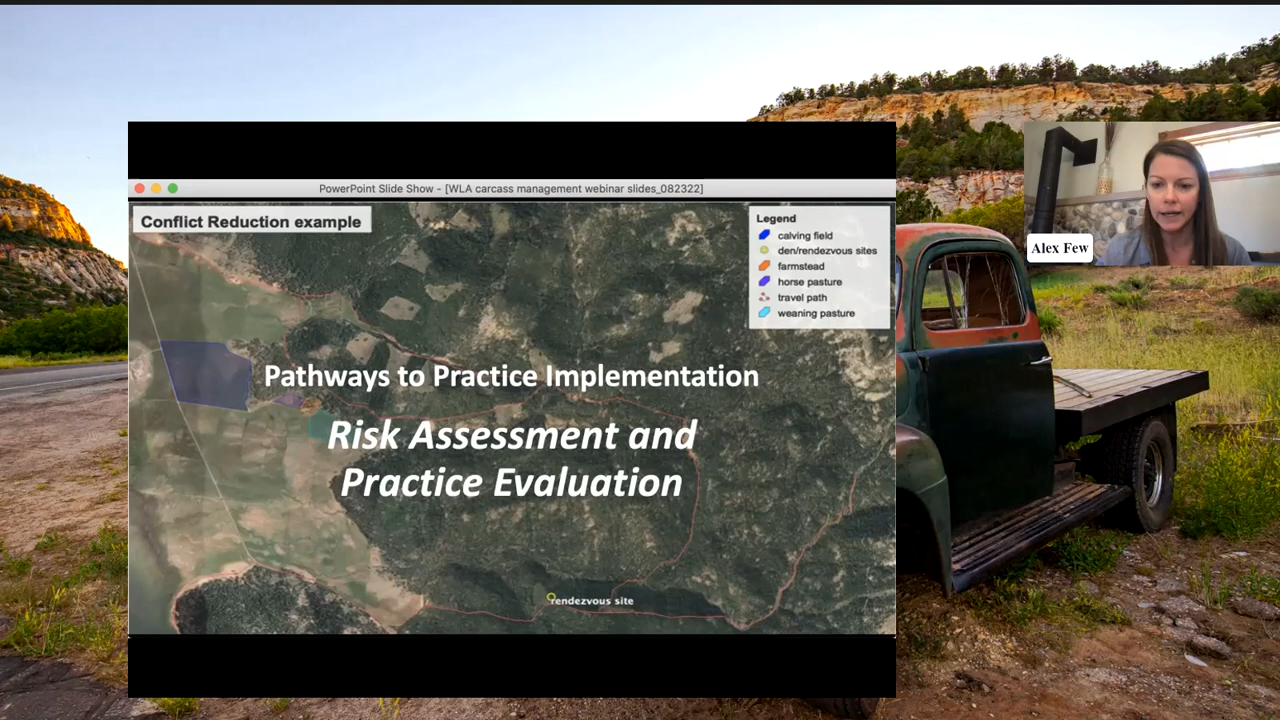 PowerPoint Slide Show - [WLA carcass management webinar slides_082322]
Conflict Reduction example
Legend
calving field
den/rendezvous sites
farmstead
horse pasture
travel path
weaning pasture
Alex Few
Pathways to Practice Implementation
Risk Assessment and
Practice Evaluation
rendezvous site